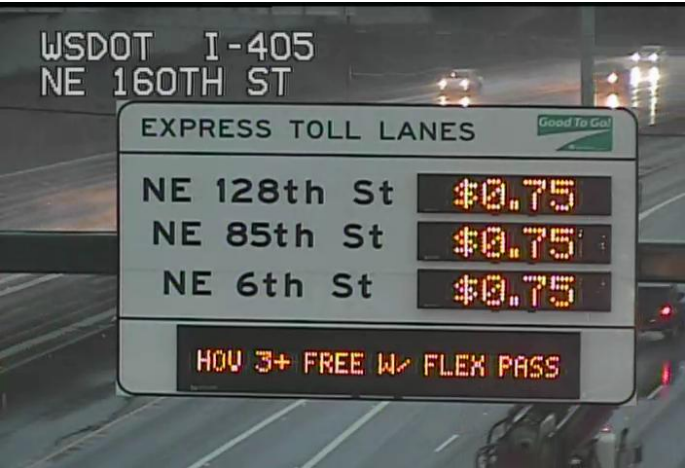 WSDOT I-405
NE 160TH ST
EXPRESS TOLL LANES
Good To Go!
NE 128th St $0.75
NE 85th St $0.75
NE 6th St $0.75
HOV 3+ FREE W/ FLEX PASS